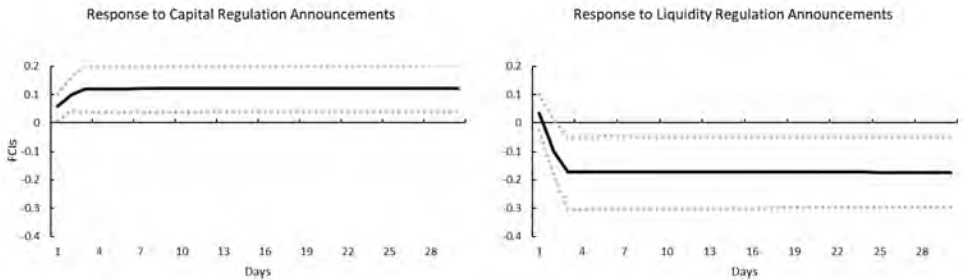 Response to Capital Regulation Announcements
0.2
0.1
0
-0.1
-0.2
-0.3
-0.4
FCIs
1 4 7 10 13 16 19 22 25 28
Days
Response to Liquidity Regulation Announcements
0.2
0.1
0
-0.1
-0.2
-0.3
-0.4
1 4 7 10 13 16 19 22 25 28
Days